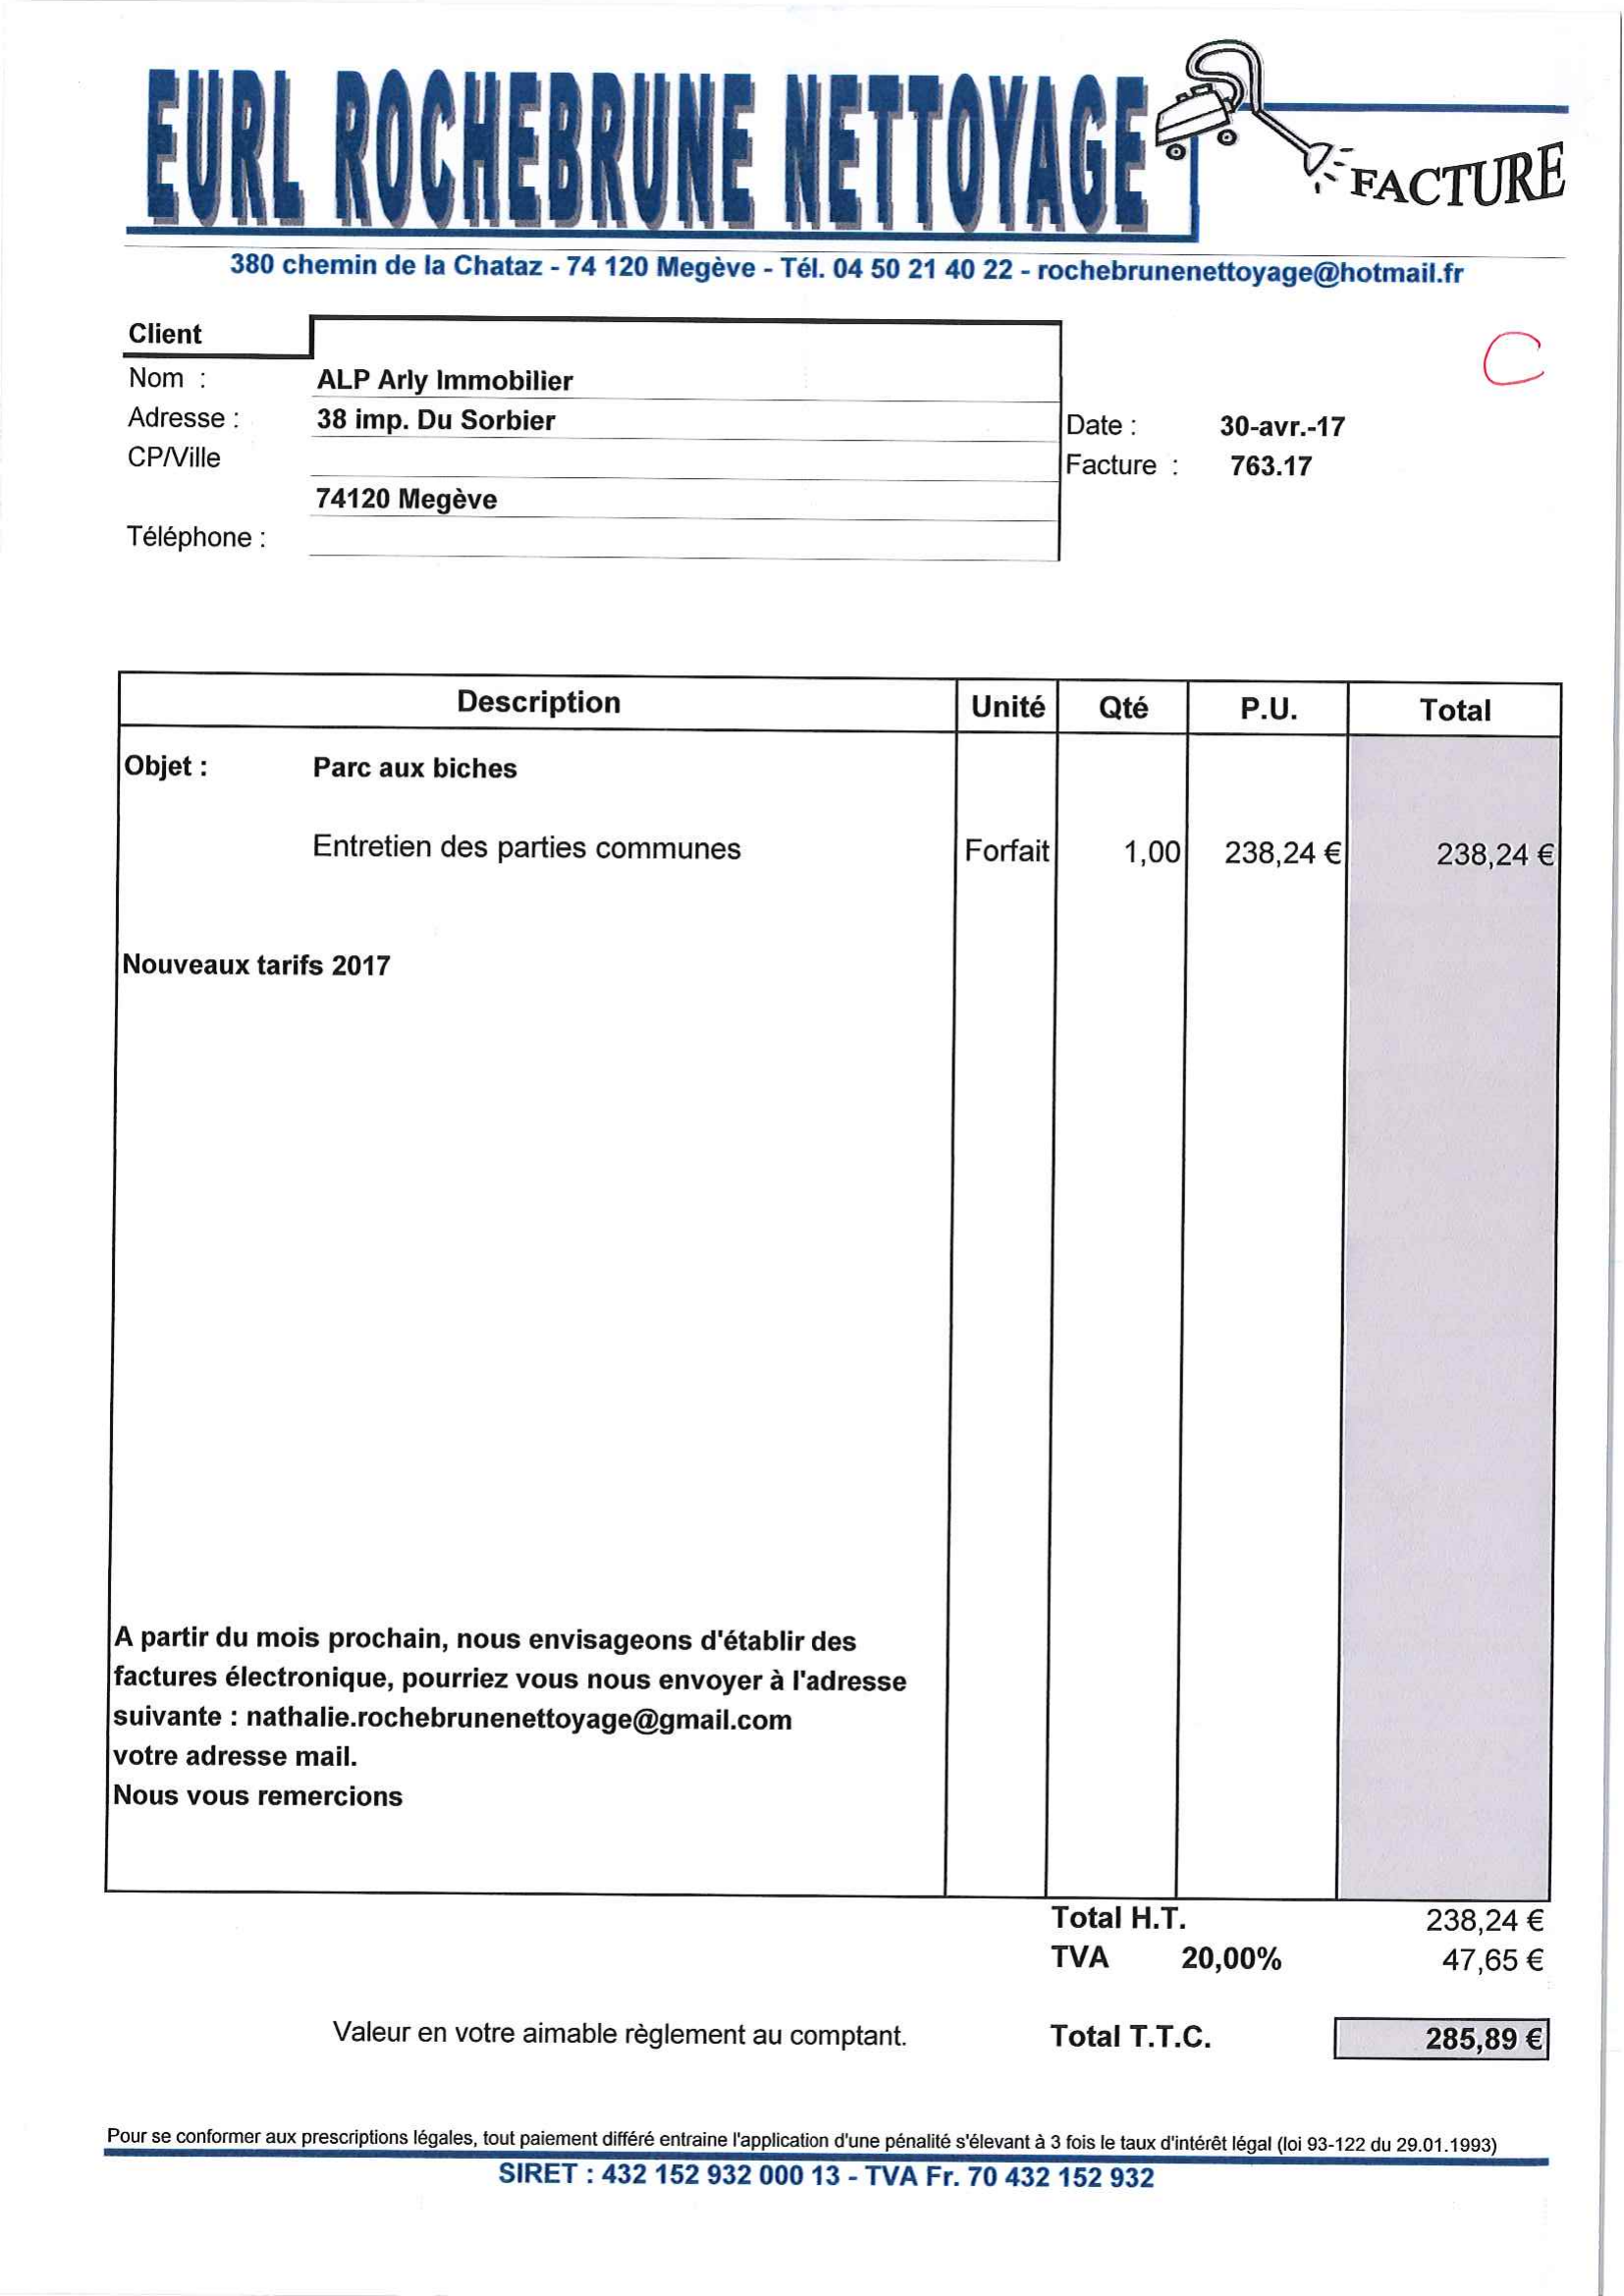 EURL ROCHEBRUNE NETTOYAGE
FACTURE
380 chemin de la Chataz - 74 120 Megève - Tél. 04 50 21 40 22 - rochebrunenettoyage@hotmail.fr
Client
C
Nom : ALP Arly Immobilier
Adresse : 38 imp. Du Sorbier
Date : 30-avr.-17
CP/Ville
Facture : 763.17
74120 Megève
Téléphone :
Description Unité Qté P.U. Total
Objet : Parc aux biches
Entretien des parties communes Forfait 1,00 238,24 € 238,24 €
Nouveaux tarifs 2017
A partir du mois prochain, nous envisageons d'établir des
factures électronique, pourriez vous nous envoyer à l'adresse
suivante : nathalie.rochebrunenettoyage@gmail.com
votre adresse mail.
Nous vous remercions
Total H.T. 238,24 €
TVA 20,00% 47,65 €
Valeur en votre aimable règlement au comptant. Total T.T.C. 285,89 €
Pour se conformer aux prescriptions légales, tout paiement différé entraine l'application d'une pénalité s'élevant à 3 fois le taux d'intérêt légal (loi 93-122 du 29.01.1993)
SIRET : 432 152 932 000 13 - TVA Fr. 70 432 152 932